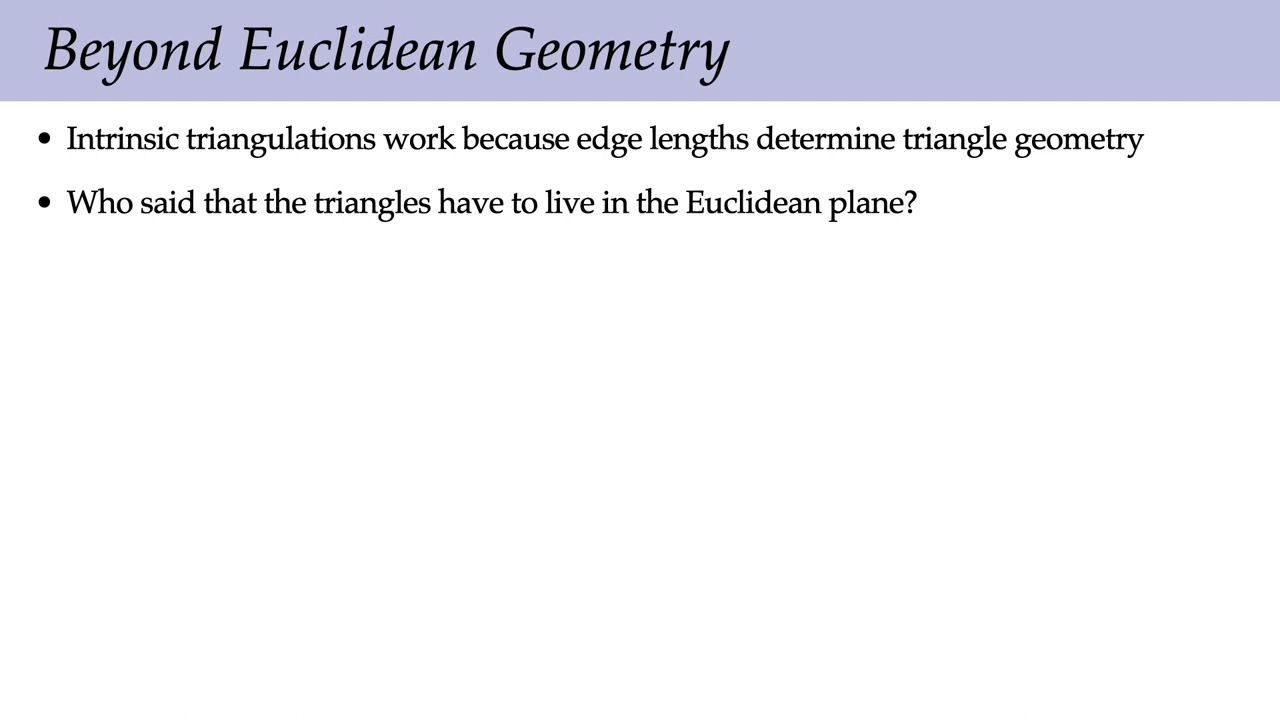 Beyond Euclidean Geometry
• Intrinsic triangulations work because edge lengths determine triangle geometry
• Who said that the triangles have to live in the Euclidean plane?